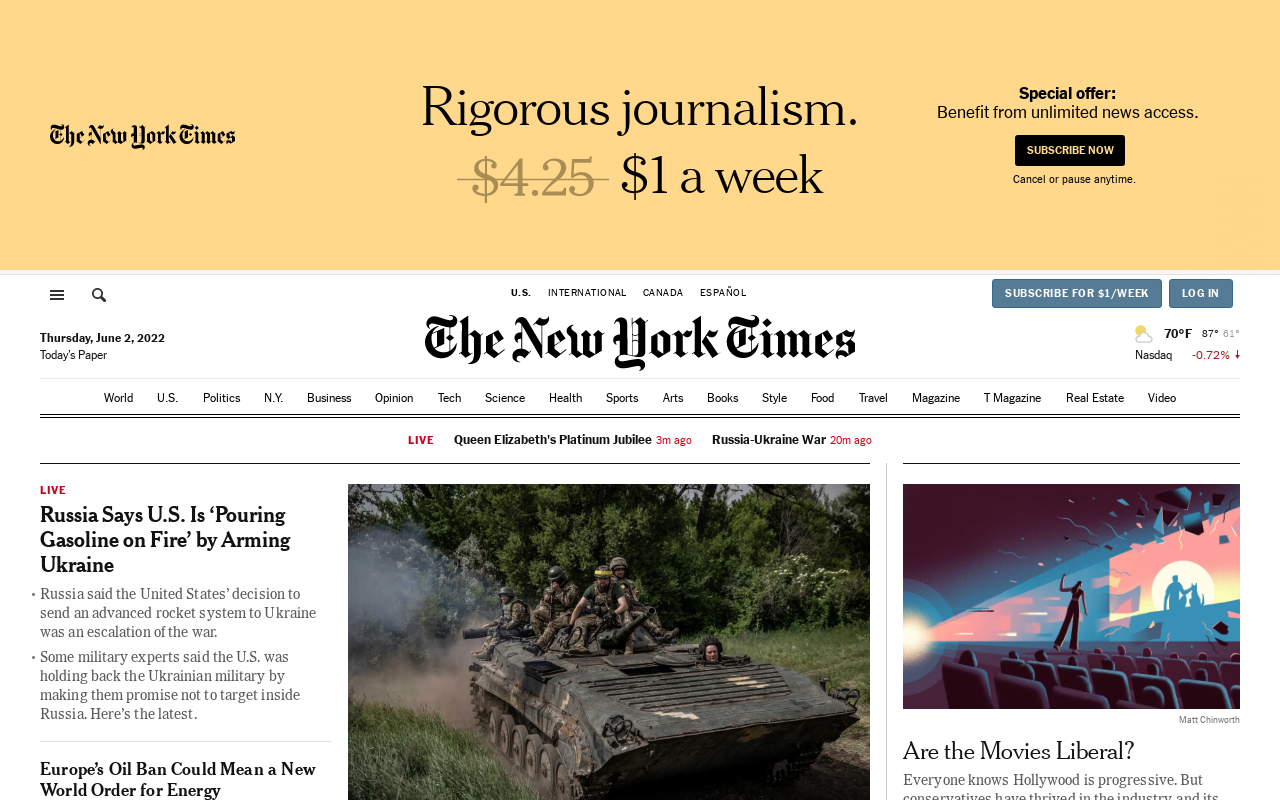 The New York Times
Rigorous journalism.
$4.25 $1 a week
Special offer:
Benefit from unlimited news access.
SUBSCRIBE NOW
Cancel or pause anytime.
U.S. INTERNATIONAL CANADA ESPAÑOL
SUBSCRIBE FOR $1/WEEK LOG IN
Thursday, June 2, 2022
Today's Paper
The New York Times
70°F 87° 61°
Nasdaq -0.72%
World U.S. Politics N.Y. Business Opinion Tech Science Health Sports Arts Books Style Food Travel Magazine T Magazine Real Estate Video
LIVE Queen Elizabeth's Platinum Jubilee 3m ago Russia-Ukraine War 20m ago
LIVE
Russia Says U.S. Is ‘Pouring
Gasoline on Fire’ by Arming
Ukraine
• Russia said the United States’ decision to
send an advanced rocket system to Ukraine
was an escalation of the war.
• Some military experts said the U.S. was
holding back the Ukrainian military by
making them promise not to target inside
Russia. Here’s the latest.
Europe’s Oil Ban Could Mean a New
World Order for Energy
Matt Chinworth
Are the Movies Liberal?
Everyone knows Hollywood is progressive. But
conservatives have thrived in the industry, and its